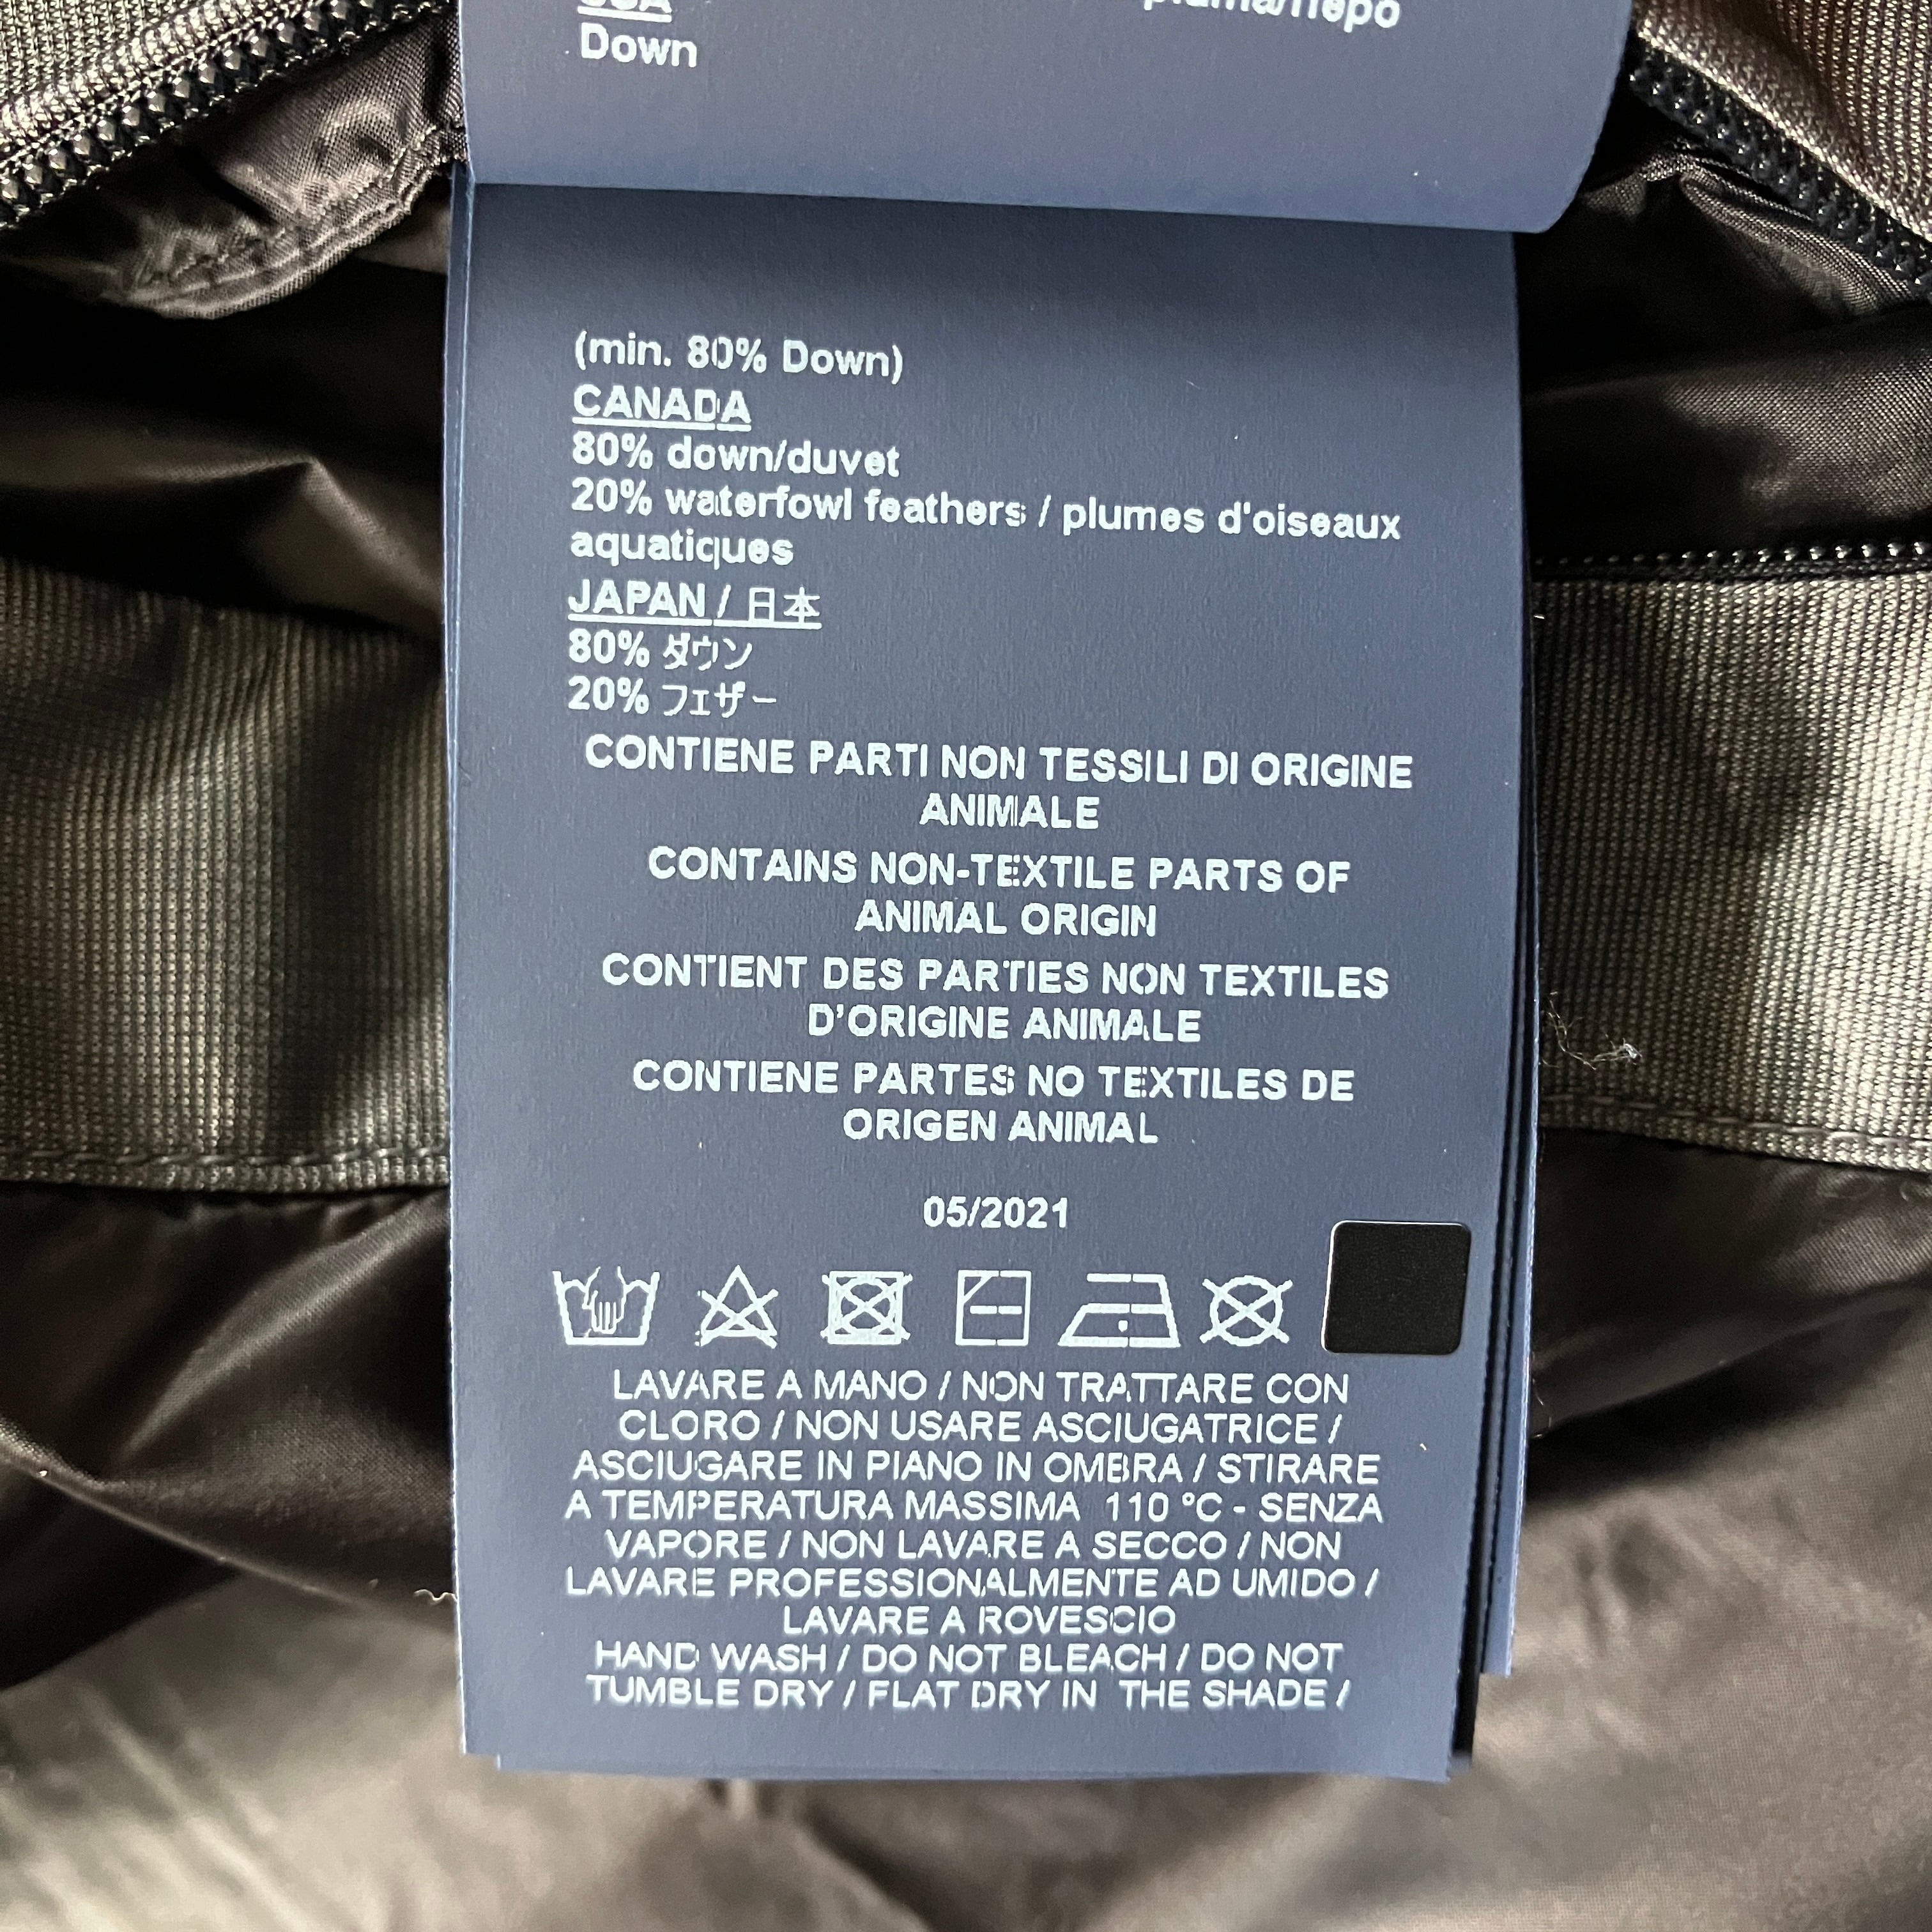 USA
Down
pluma/перо
(min. 80% Down)
CANADA
80% down/duvet
20% waterfowl feathers / plumes d'oiseaux
aquatiques
JAPAN / 日本
80% ダウン
20% フェザー
CONTIENE PARTI NON TESSILI DI ORIGINE
ANIMALE
CONTAINS NON-TEXTILE PARTS OF
ANIMAL ORIGIN
CONTIENT DES PARTIES NON TEXTILES
D'ORIGINE ANIMALE
CONTIENE PARTES NO TEXTILES DE
ORIGEN ANIMAL
05/2021
LAVARE A MANO / NON TRATTARE CON
CLORO / NON USARE ASCIUGATRICE /
ASCIUGARE IN PIANO IN OMBRA / STIRARE
A TEMPERATURA MASSIMA 110 °C - SENZA
VAPORE / NON LAVARE A SECCO / NON
LAVARE PROFESSIONALMENTE AD UMIDO /
LAVARE A ROVESCIO
HAND WASH / DO NOT BLEACH / DO NOT
TUMBLE DRY / FLAT DRY IN THE SHADE /